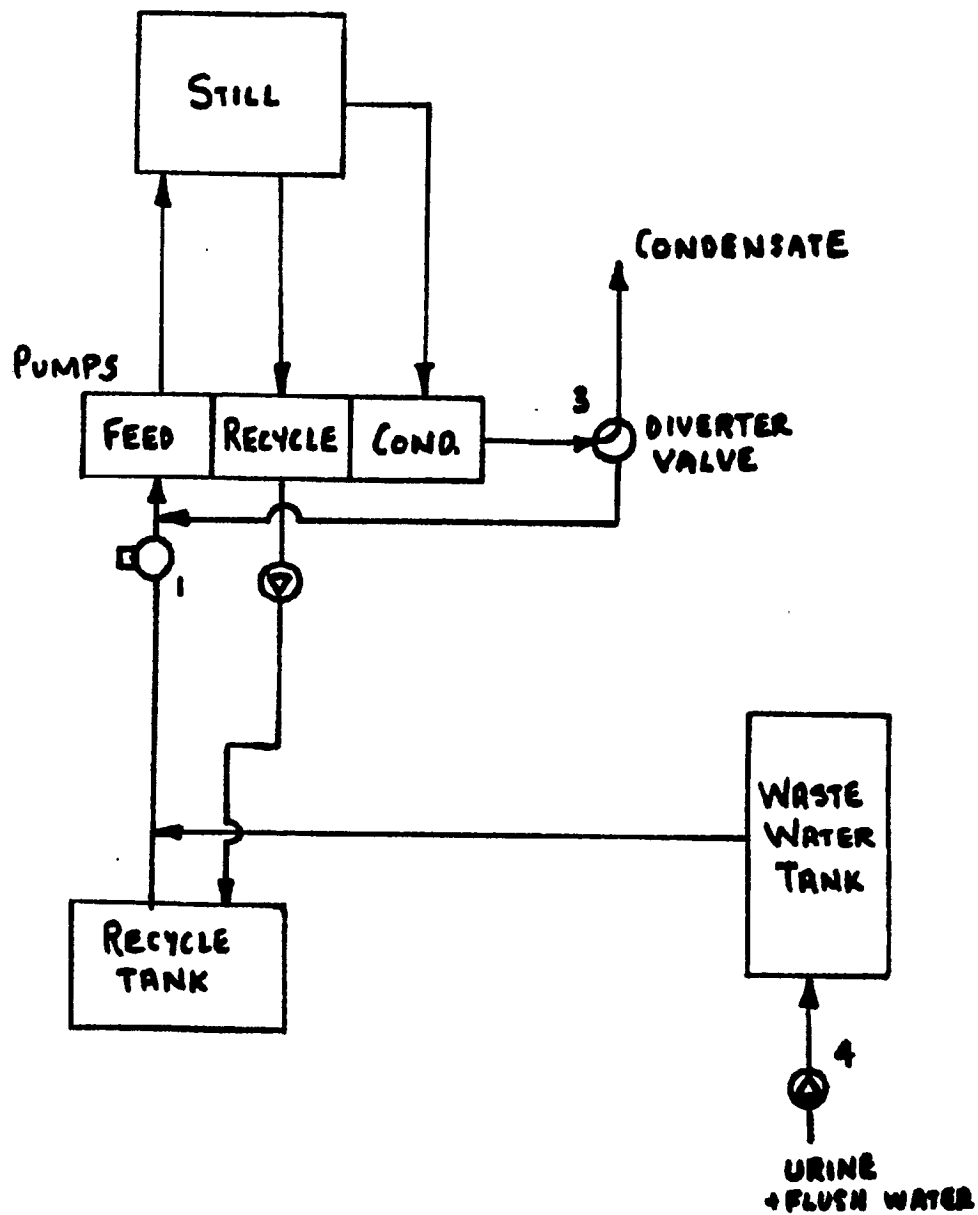 STILL
CONDENSATE
PUMPS
FEED
RECYCLE
COND.
3
DIVERTER
VALVE
1
WASTE
WATER
TANK
RECYCLE
TANK
4
URINE
+ FLUSH WATER